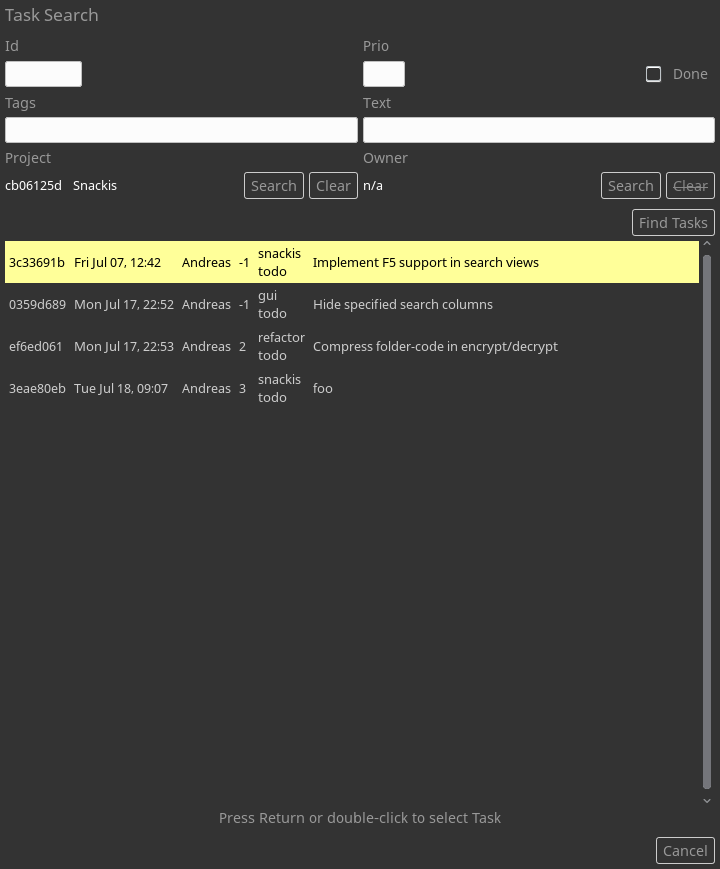 Task Search
Id Prio
Done
Tags Text
Project Owner
cb06125d Snackis Search Clear n/a Search Clear
Find Tasks
3c33691b Fri Jul 07, 12:42 Andreas -1 snackis todo Implement F5 support in search views
0359d689 Mon Jul 17, 22:52 Andreas -1 gui todo Hide specified search columns
ef6ed061 Mon Jul 17, 22:53 Andreas 2 refactor todo Compress folder-code in encrypt/decrypt
3eae80eb Tue Jul 18, 09:07 Andreas 3 snackis todo foo
Press Return or double-click to select Task
Cancel